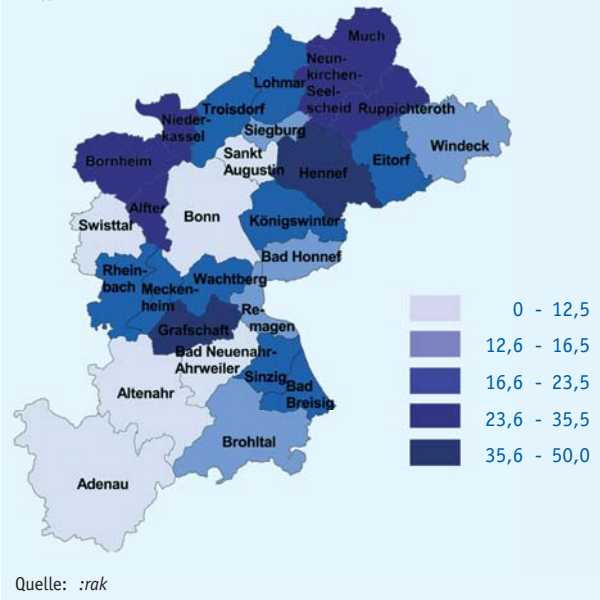 Much
Neun-
kirchen-
Seel-
scheid
Ruppichteroth
Lohmar
Troisdorf
Nieder-
kassel
Siegburg
Windeck
Eitorf
Sankt
Augustin
Hennef
Bornheim
Alfter
Bonn
Swisttal
Königswinter
Bad Honnef
Rhein-
bach
Mecken-
heim
Wachtberg
Re-
magen
Grafschaft
Bad Neuenahr-
Ahrweiler
Sinzig
Bad
Breisig
Altenahr
Brohltal
Adenau
0 - 12,5
12,6 - 16,5
16,6 - 23,5
23,6 - 35,5
35,6 - 50,0
Quelle: :rak